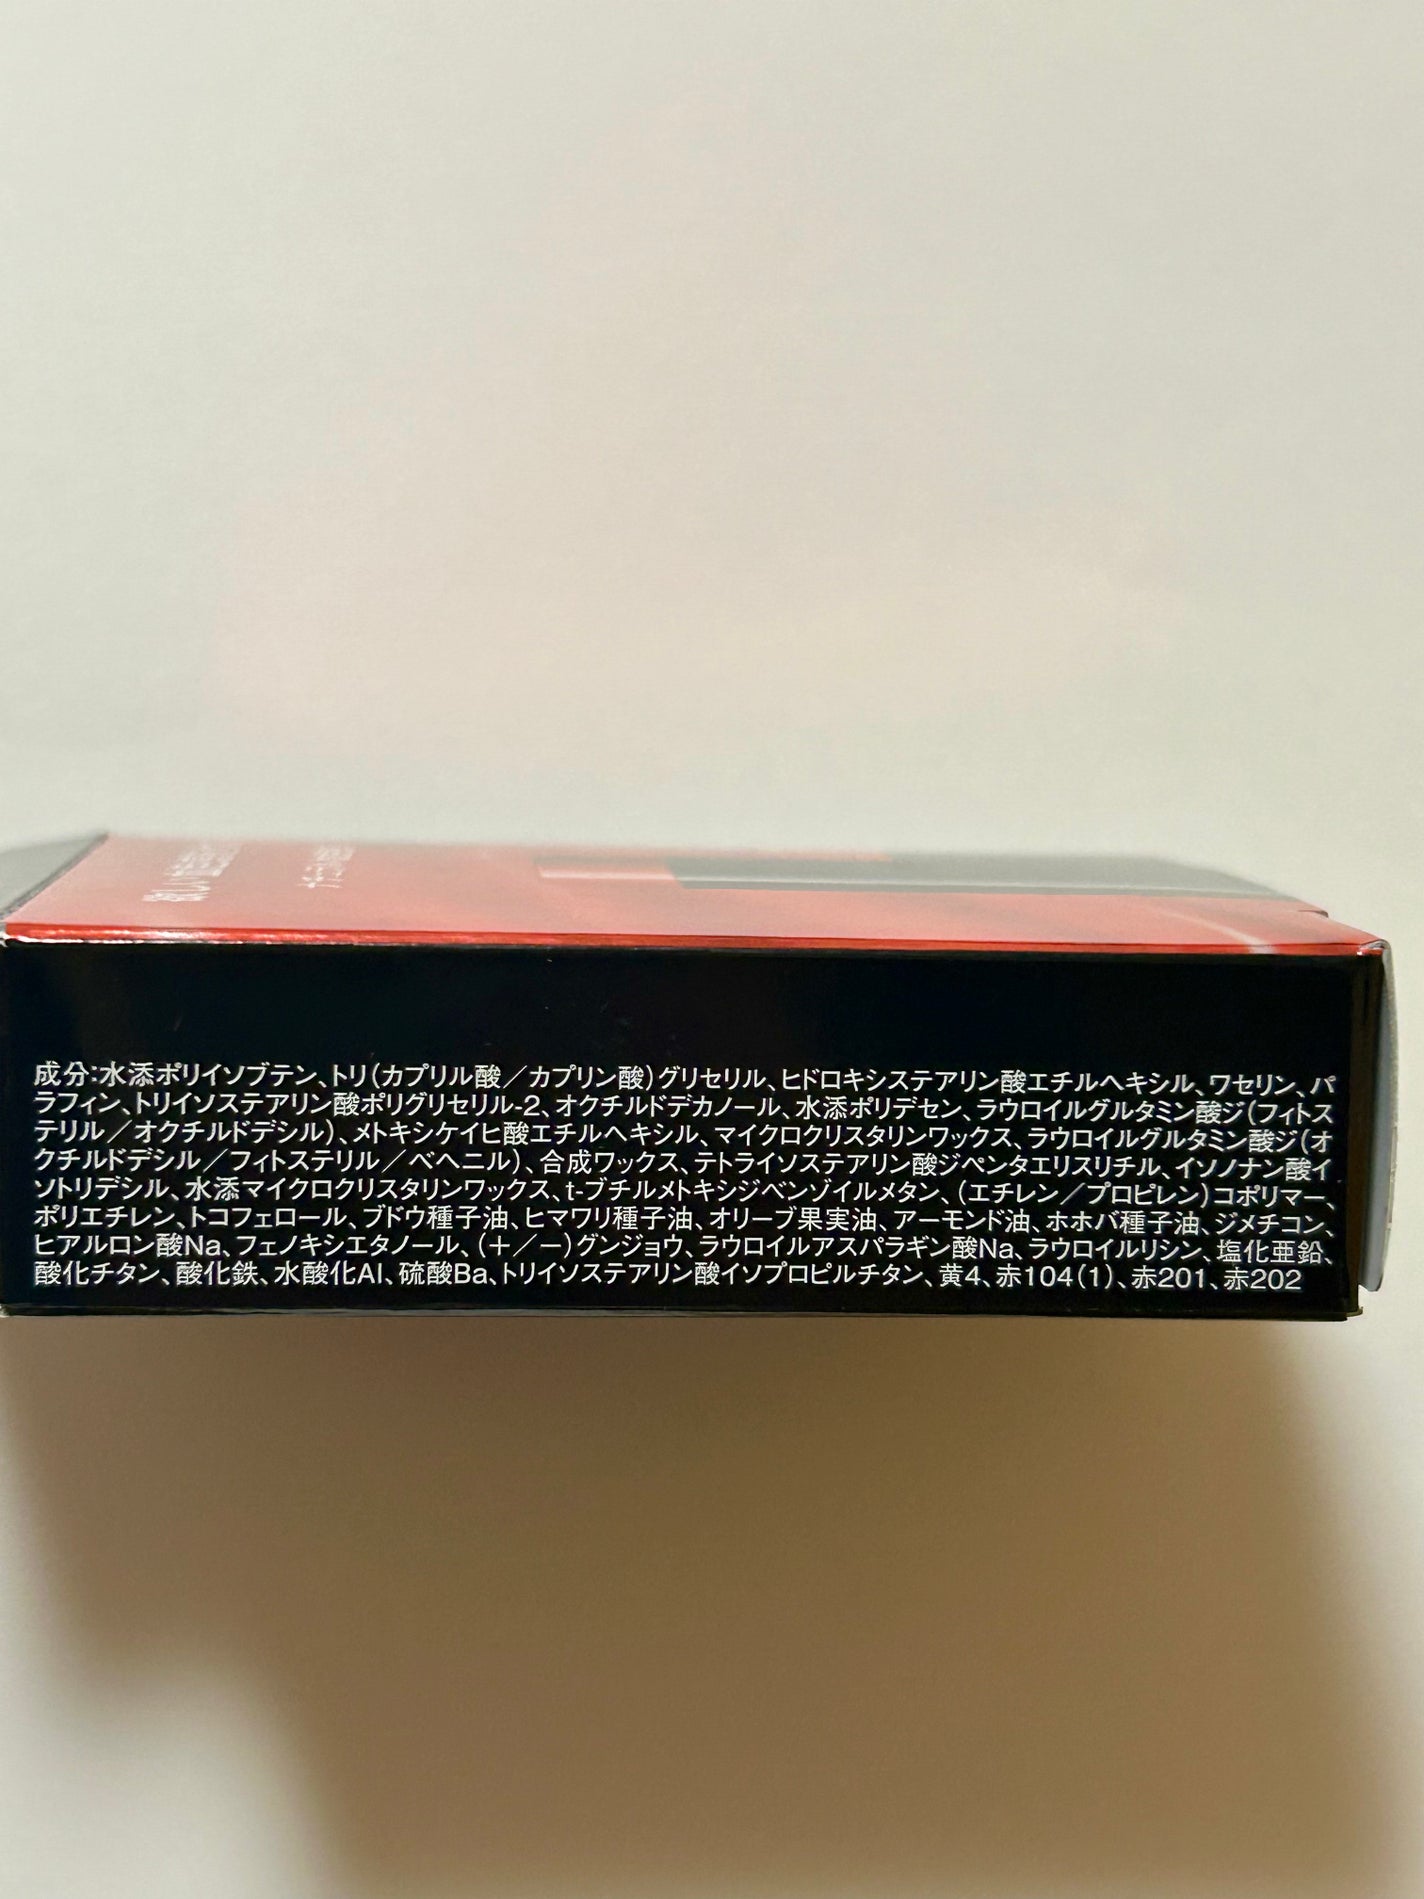 成分:水添ポリイソブテン、トリ(カプリル酸／カプリン酸)グリセリル、ヒドロキシステアリン酸エチルヘキシル、ワセリン、パ
ラフィン、トリイソステアリン酸ポリグリセリル-2、オクチルドデカノール、水添ポリデセン、ラウロイルグルタミン酸ジ(フィトス
テリル／オクチルドデシル)、メトキシケイヒ酸エチルヘキシル、マイクロクリスタリンワックス、ラウロイルグルタミン酸ジ(オ
クチルドデシル／フィトステリル／ベヘニル)、合成ワックス、テトライソステアリン酸ジペンタエリスリチル、イソノナン酸イ
ソトリデシル、水添マイクロクリスタリンワックス、t-ブチルメトキシジベンゾイルメタン、(エチレン／プロピレン)コポリマー、
ポリエチレン、トコフェロール、ブドウ種子油、ヒマワリ種子油、オリーブ果実油、アーモンド油、ホホバ種子油、ジメチコン、
ヒアルロン酸Na、フェノキシエタノール、(＋／－)グンジョウ、ラウロイルアスパラギン酸Na、ラウロイルリシン、塩化亜鉛、
酸化チタン、酸化鉄、水酸化Al、硫酸Ba、トリイソステアリン酸イソプロピルチタン、黄4、赤104(1)、赤201、赤202